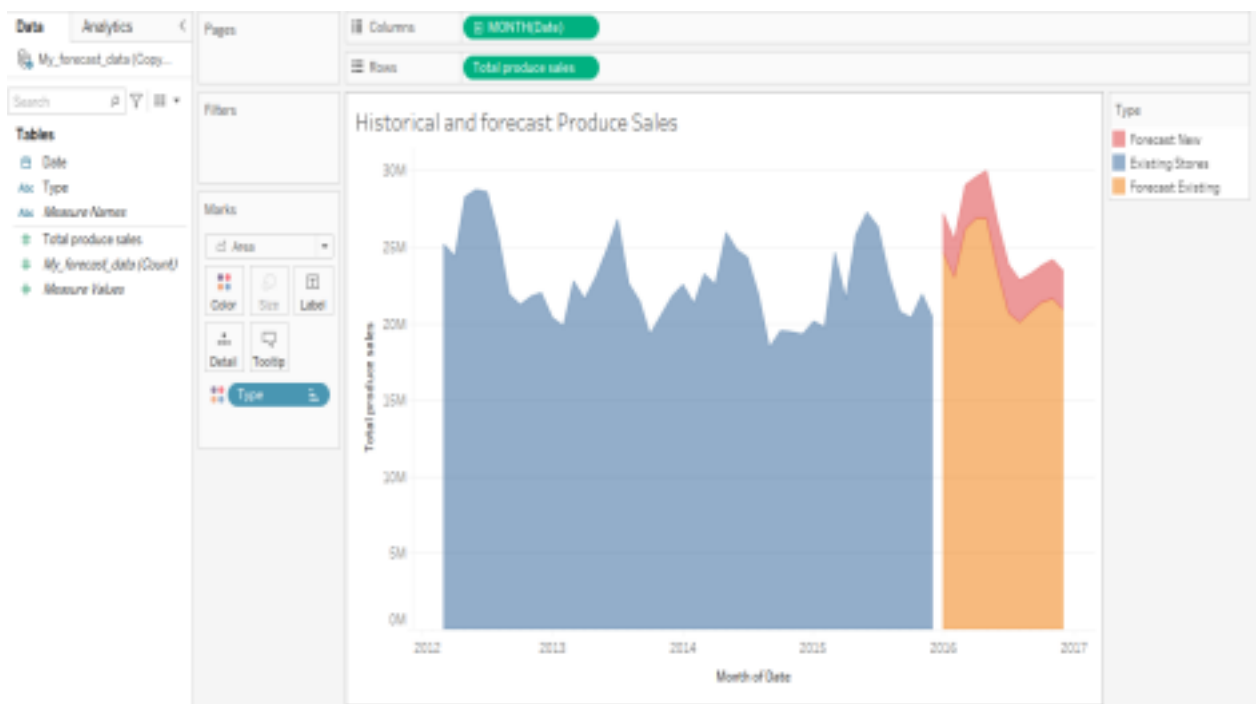 Data Analytics
My_forecast_data (Copy...
Search
Tables
Date
Abc Type
Abc Measure Names
Total produce sales
My_forecast_data (Count)
Measure Values
Pages
Filters
Marks
Area
Color Size Label
Detail Tooltip
Type
Columns MONTH(Date)
Rows Total produce sales
Historical and forecast Produce Sales
30M
25M
20M
15M
10M
5M
0M
Total produce sales
2012 2013 2014 2015 2016 2017
Month of Date
Type
Forecast New
Existing Stores
Forecast Existing